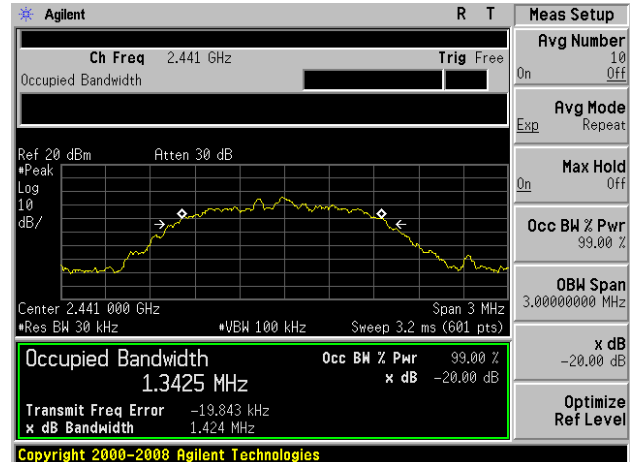 Agilent R T
Ch Freq 2.441 GHz Trig Free
Occupied Bandwidth
Ref 20 dBm Atten 30 dB
#Peak
Log
10
dB/
Center 2.441 000 GHz Span 3 MHz
#Res BW 30 kHz #VBW 100 kHz Sweep 3.2 ms (601 pts)
Occupied Bandwidth Occ BW % Pwr 99.00 %
1.3425 MHz x dB -20.00 dB
Transmit Freq Error -19.843 kHz
x dB Bandwidth 1.424 MHz
Copyright 2000-2008 Agilent Technologies
Meas Setup
Avg Number
10
On Off
Avg Mode
Exp Repeat
Max Hold
On Off
Occ BW % Pwr
99.00 %
OBW Span
3.00000000 MHz
x dB
-20.00 dB
Optimize
Ref Level